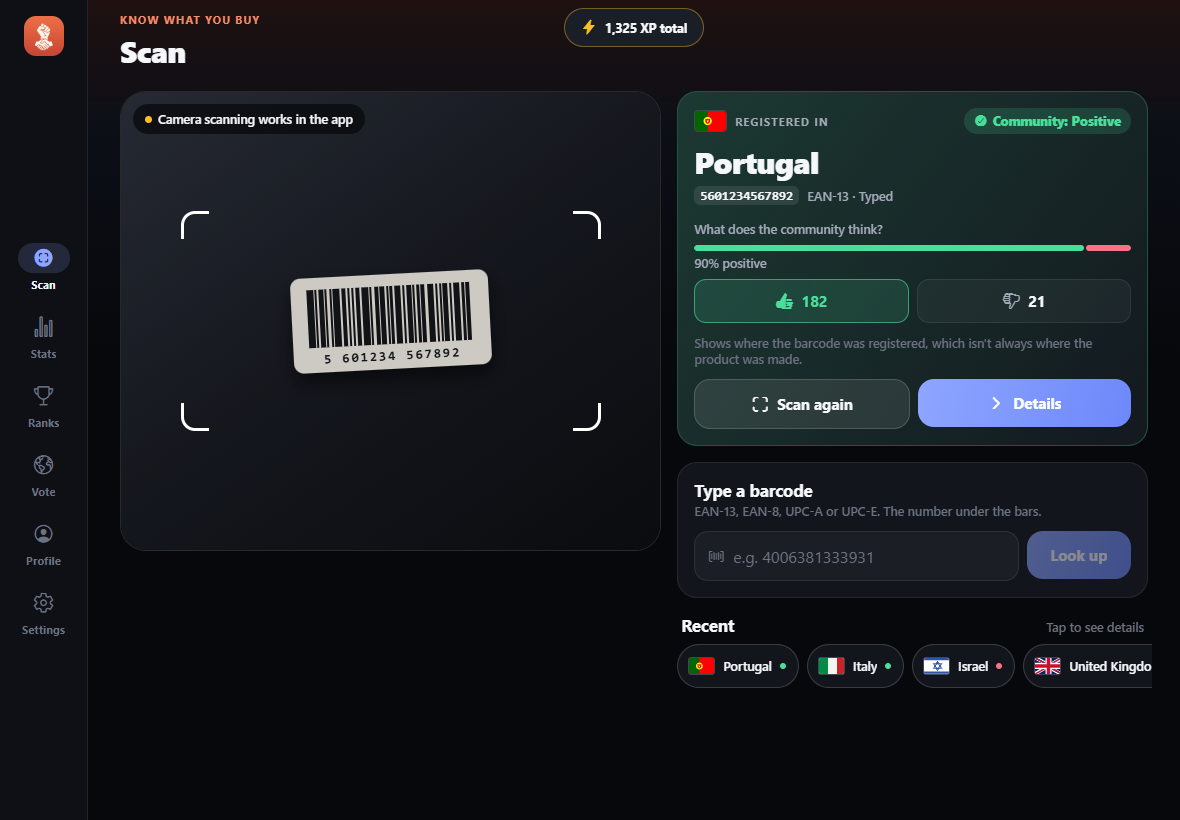 KNOW WHAT YOU BUY
Scan
1,325 XP total
Scan
Stats
Ranks
Vote
Profile
Settings
Camera scanning works in the app
5 601234 567892
REGISTERED IN
Community: Positive
Portugal
5601234567892 EAN-13 · Typed
What does the community think?
90% positive
182
21
Shows where the barcode was registered, which isn't always where the
product was made.
Scan again
Details
Type a barcode
EAN-13, EAN-8, UPC-A or UPC-E. The number under the bars.
e.g. 4006381333931
Look up
Recent
Tap to see details
Portugal
Italy
Israel
United Kingdo